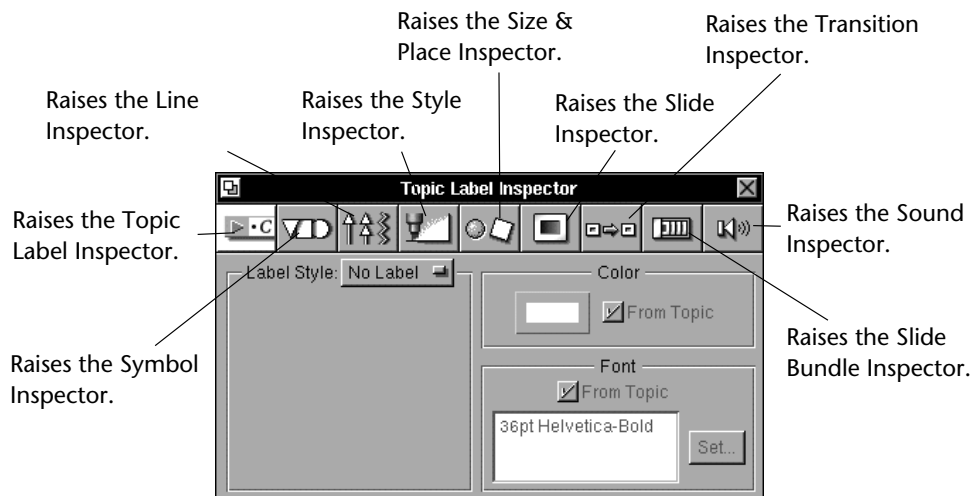 Raises the Size &
Place Inspector.
Raises the Transition
Inspector.
Raises the Line
Inspector.
Raises the Style
Inspector.
Raises the Slide
Inspector.
Topic Label Inspector
Raises the Topic
Label Inspector.
•C
Raises the Sound
Inspector.
Label Style: No Label
Color
From Topic
Raises the Symbol
Inspector.
Raises the Slide
Bundle Inspector.
Font
From Topic
36pt Helvetica-Bold
Set...